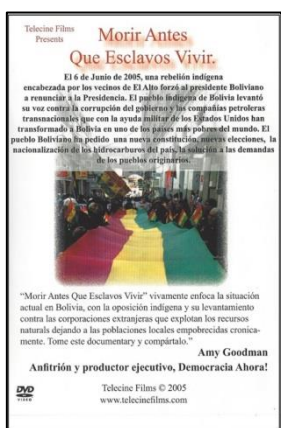 Telecine Films
Presents
Morir Antes
Que Esclavos Vivir.
El 6 de Junio de 2005, una rebelión indígena
encabezada por los vecinos de El Alto forzó al presidente Boliviano
a renunciar a la Presidencia. El pueblo indígena de Bolivia levantó
su voz contra la corrupción del gobierno y las compañias petroleras
transnacionales que con la ayuda militar de los Estados Unidos han
transformado a Bolivia en uno de los países más pobres del mundo. El
pueblo Boliviano ha pedido una nueva constitución, nuevas elecciones, la
nacionalización de los hidrocarburos del país, la solución a las demandas
de los pueblos originarios.
“Morir Antes Que Esclavos Vivir” vivamente enfoca la situación
actual en Bolivia, con la oposición indígena y su levantamiento
contra las corporaciones extranjeras que explotan los recursos
naturals dejando a las poblaciones locales empobrecidas cronica-
mente. Tome este documentary y compártalo.”
Amy Goodman
Anfitrión y productor ejecutivo, Democracia Ahora!
DVD
VIDEO
Telecine Films © 2005
www.telecinefilms.com